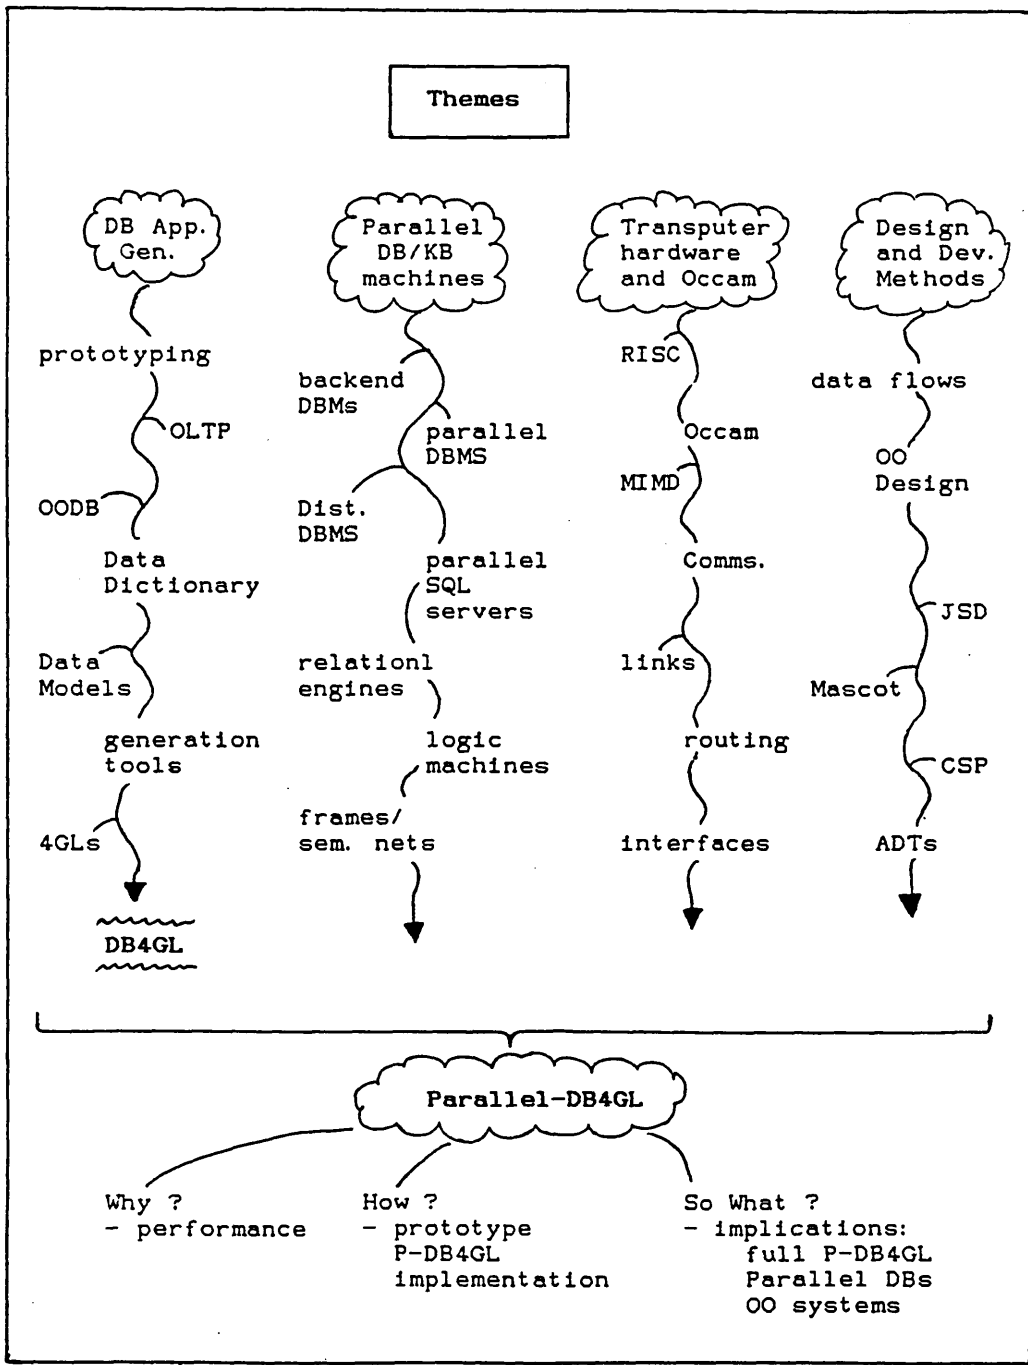 Themes
DB App.
Gen.
prototyping
OLTP
OODB
Data
Dictionary
Data
Models
generation
tools
4GLs
DB4GL
Parallel
DB/KB
machines
backend
DBMs
parallel
DBMS
Dist.
DBMS
parallel
SQL
servers
relationl
engines
logic
machines
frames/
sem. nets
Transputer
hardware
and Occam
RISC
Occam
MIMD
Comms.
links
routing
interfaces
Design
and Dev.
Methods
data flows
OO
Design
JSD
Mascot
CSP
ADTs
Parallel-DB4GL
Why ?
- performance
How ?
- prototype
P-DB4GL
implementation
So What ?
- implications:
full P-DB4GL
Parallel DBs
OO systems